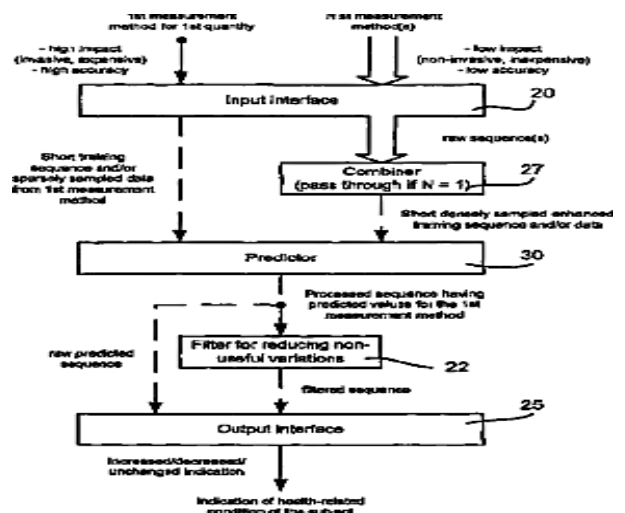 1st measurement
method for 1st quantity
measurement
method(s)
- high impact
(invasive, expensive)
- high accuracy
- low impact
(non-invasive, inexpensive)
- low accuracy
Input interface
20
raw sequence(s)
Short training
sequence and/or
sparsely sampled data
from 1st measurement
method
Combiner
(pass through if N = 1)
27
Short densely sampled enhanced
training sequence and/or data
Predictor
30
Processed sequence having
predicted values for the 1st
measurement method
raw predicted
sequence
Filter for reducing non-
useful variations
22
filtered sequence
25
Output interface
Increased/decreased/
unchanged indication
Indication of health-related
condition of the subject